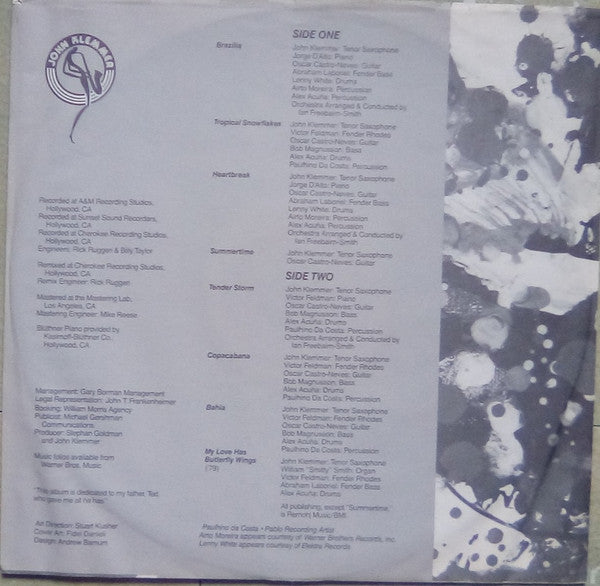 JOHN KLEMMER
SIDE ONE
Brazilia
John Klemmer: Tenor Saxophone
Jorge D'Alto: Piano
Oscar Castro-Neves: Guitar
Abraham Laboriel: Fender Bass
Lenny White: Drums
Airto Moreira: Percussion
Alex Acuña: Percussion
Orchestra Arranged & Conducted by
Ian Freebairn-Smith
Tropical Snowflakes
John Klemmer: Tenor Saxophone
Victor Feldman: Fender Rhodes
Oscar Castro-Neves: Guitar
Bob Magnusson: Bass
Alex Acuña: Drums
Paulinho Da Costa: Percussion
Heartbreak
John Klemmer: Tenor Saxophone
Jorge D'Alto: Piano
Oscar Castro-Neves: Guitar
Abraham Laboriel: Fender Bass
Lenny White: Drums
Airto Moreira: Percussion
Alex Acuña: Percussion
Orchestra Arranged & Conducted by
Ian Freebairn-Smith
Summertime
John Klemmer: Tenor Saxophone
Oscar Castro-Neves: Guitar
SIDE TWO
Tender Storm
John Klemmer: Tenor Saxophone
Victor Feldman: Piano
Oscar Castro-Neves: Guitar
Bob Magnusson: Bass
Alex Acuña: Drums
Paulinho Da Costa: Percussion
Orchestra Arranged & Conducted by
Ian Freebairn-Smith
Copacabana
John Klemmer: Tenor Saxophone
Victor Feldman: Fender Rhodes
Oscar Castro-Neves: Guitar
Bob Magnusson: Bass
Alex Acuña: Drums
Paulinho Da Costa: Percussion
Bahia
John Klemmer: Tenor Saxophone
Victor Feldman: Fender Rhodes
Oscar Castro-Neves: Guitar
Bob Magnusson: Bass
Alex Acuña: Drums
Paulinho Da Costa: Percussion
My Love Has
Butterfly Wings
('79)
John Klemmer: Tenor Saxophone
William "Smitty" Smith: Organ
Victor Feldman: Fender Rhodes
Abraham Laboriel: Fender Bass
Alex Acuña: Drums
All publishing, except "Summertime,"
is Music/BMI.
Recorded at A&M Recording Studios,
Hollywood, CA
Recorded at Sunset Sound Recorders,
Hollywood, CA
Recorded at Cherokee Recording Studios,
Hollywood, CA
Engineers: Rick Ruggeri & Billy Taylor
Remixed at Cherokee Recording Studios,
Hollywood, CA
Remix Engineer: Rick Ruggeri
Mastered at the Mastering Lab,
Los Angeles, CA
Mastering Engineer: Mike Reese
Blüthner Piano provided by
Kasimoff-Blüthner Co.,
Hollywood, CA
Management: Gary Borman Management
Legal Representation: John T. Frankenheimer
Booking: William Morris Agency
Publicist: Michael Gershman
Communications
Producer: Stephan Goldman
and John Klemmer
Music folios available from
Warner Bros. Music
"This album is dedicated to my father, Ted,
who gave me all he has."
Art Direction: Stuart Kusher
Cover Art: Fidel Danieli
Design: Andrew Barnum
Paulinho da Costa • Pablo Recording Artist
Airto Moreira appears courtesy of Warner Brothers Records, Inc.
Lenny White appears courtesy of Elektra Records